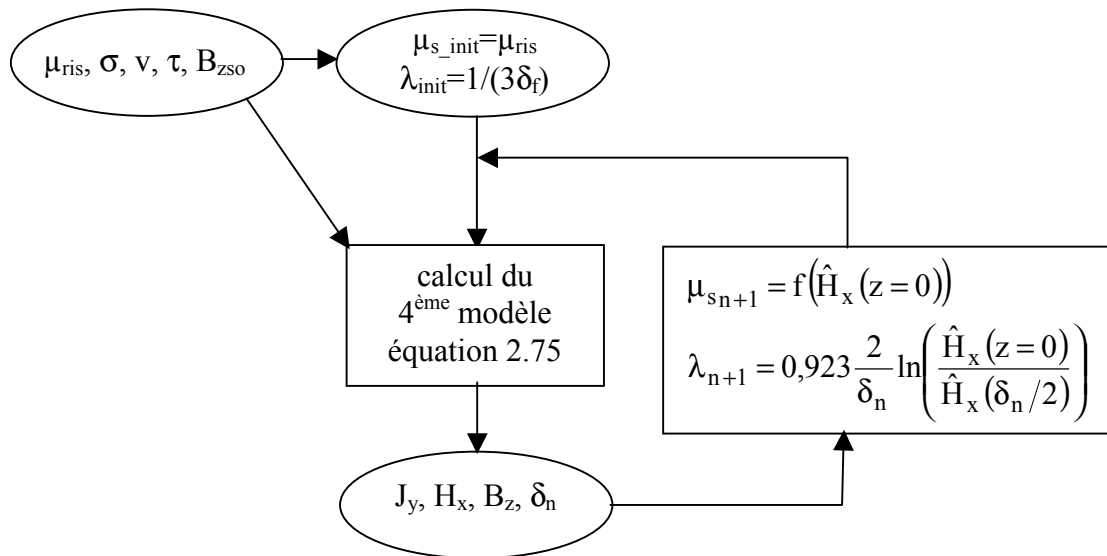 μris, σ, v, τ, Bzso
μs_init=μris
λinit=1/(3δf)
calcul du
4ème modèle
équation 2.75
μsn+1 = f(Ĥx(z = 0))
λn+1 = 0,923 2/δn ln(Ĥx(z = 0)/Ĥx(δn/2))
Jy, Hx, Bz, δn